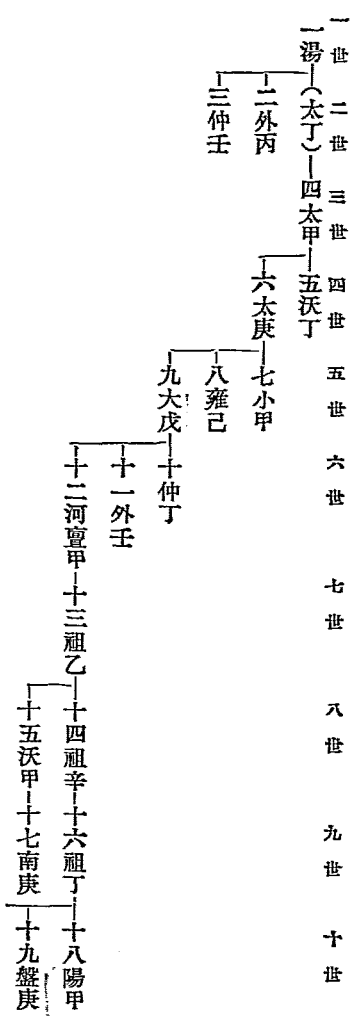 一世
二世
三世
四世
五世
六世
七世
八世
九世
十世
一湯
(太丁)
四太甲
五沃丁
二外丙
三仲壬
六太庚
七小甲
八雍己
九大戊
十仲丁
十一外壬
十二河亶甲
十三祖乙
十四祖辛
十六祖丁
十八陽甲
十五沃甲
十七南庚
十九盤庚